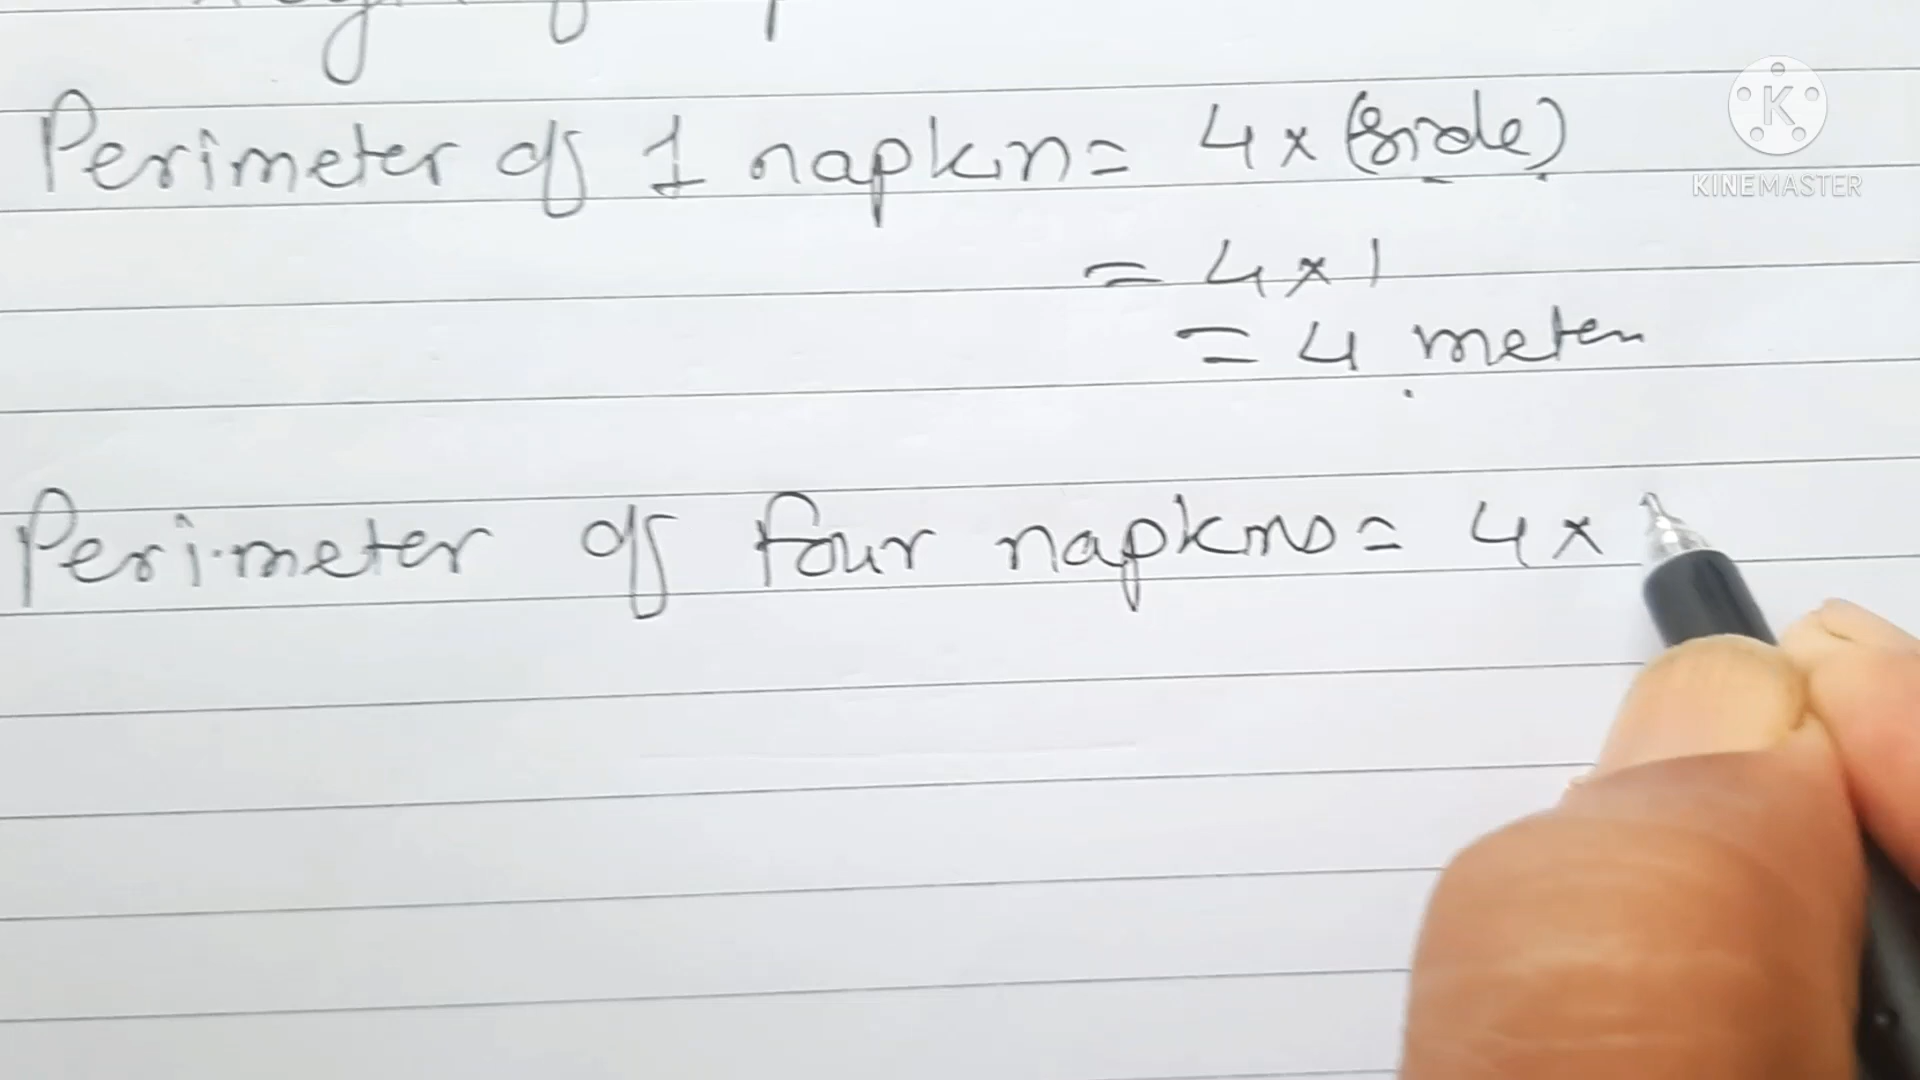 Perimeter of 1 napkin = 4 × (side)
= 4 × 1
= 4 meter
Perimeter of four napkins = 4 ×
K
KINEMASTER